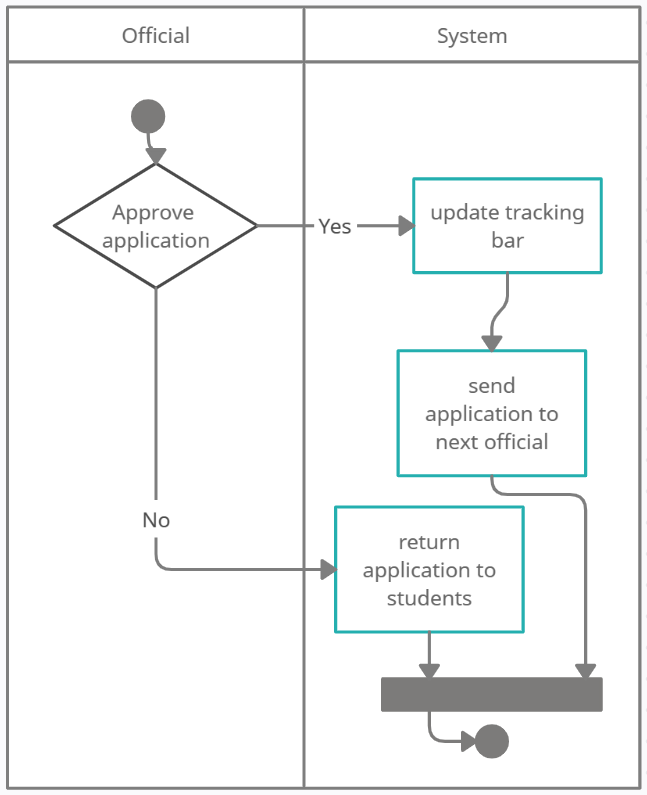 Official
System
Approve
application
Yes
update tracking
bar
send
application to
next official
No
return
application to
students